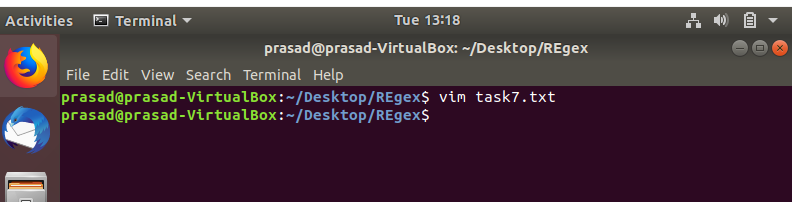 Activities Terminal Tue 13:18
prasad@prasad-VirtualBox: ~/Desktop/REgex
File Edit View Search Terminal Help
prasad@prasad-VirtualBox:~/Desktop/REgex$ vim task7.txt
prasad@prasad-VirtualBox:~/Desktop/REgex$